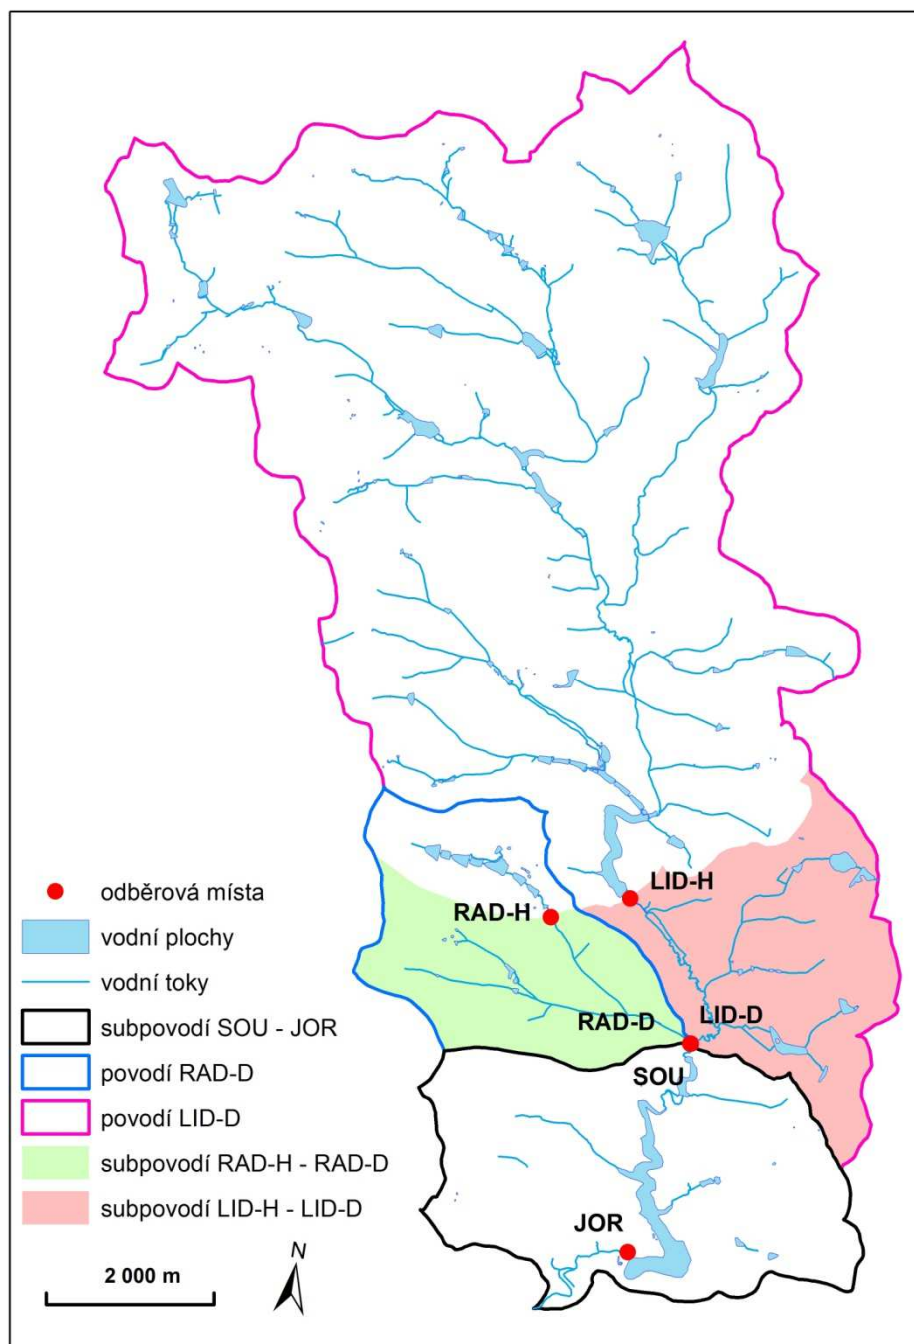 LID-H
RAD-H
LID-D
RAD-D
SOU
JOR
odběrová místa
vodní plochy
vodní toky
subpovodí SOU - JOR
povodí RAD-D
povodí LID-D
subpovodí RAD-H - RAD-D
subpovodí LID-H - LID-D
2 000 m
N